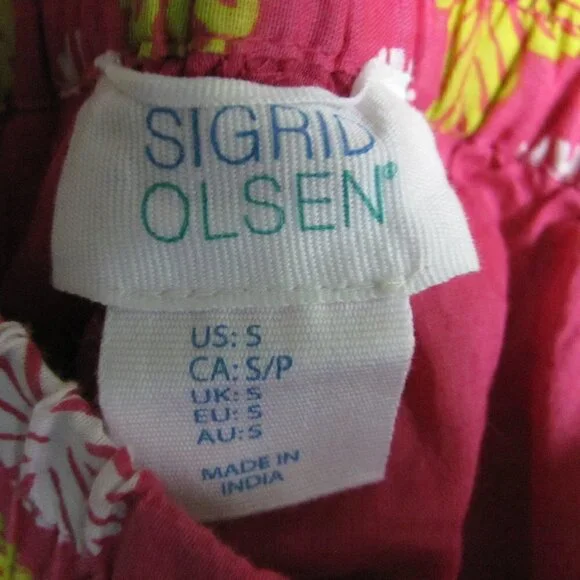 SIGRID
OLSEN®
US: S
CA: S/P
UK: S
EU: S
AU: S
MADE IN
INDIA